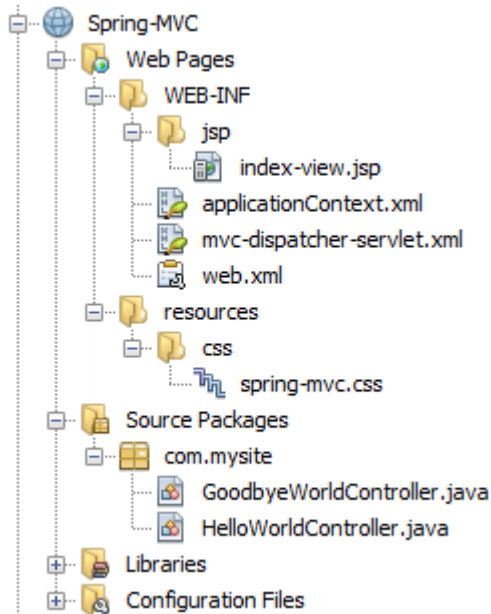 Spring-MVC
Web Pages
WEB-INF
jsp
index-view.jsp
applicationContext.xml
mvc-dispatcher-servlet.xml
web.xml
resources
css
spring-mvc.css
Source Packages
com.mysite
GoodbyeWorldController.java
HelloWorldController.java
Libraries
Configuration Files